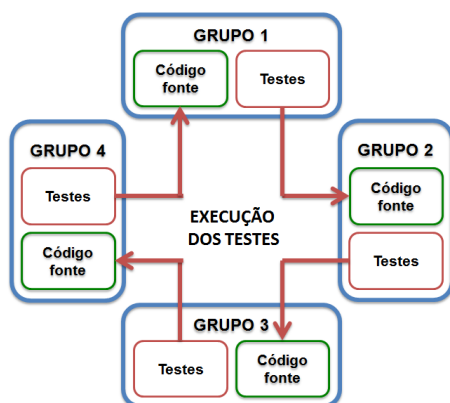 GRUPO 1
Código
fonte
Testes
GRUPO 4
Testes
Código
fonte
EXECUÇÃO
DOS TESTES
GRUPO 2
Código
fonte
Testes
GRUPO 3
Testes
Código
fonte